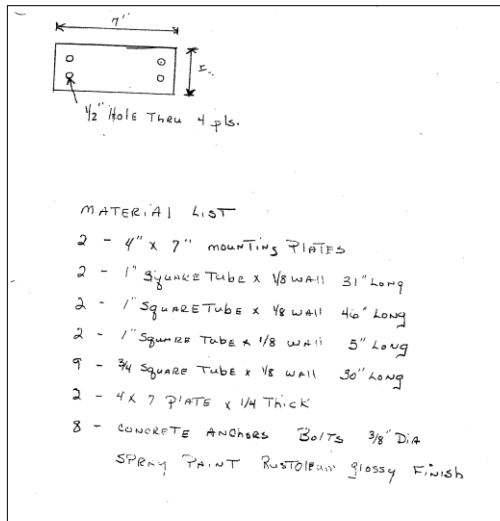 7"
4"
1/2" Hole Thru 4 pls.
MATERIAL LIST
2 - 4" x 7" mounTing PLATES
2 - 1" Square Tube x 1/8 wall 31" Long
2 - 1" Square Tube x 1/8 wall 46" Long
2 - 1" Square Tube x 1/8 wall 5" Long
9 - 3/4 Square Tube x 1/8 wall 30" Long
2 - 4 x 7 PLATE x 1/4 Thick
8 - CONCRETE ANCHORS BOLTS 3/8" DIA
SPRAY PAINT RUSTOleum glossy FINISH